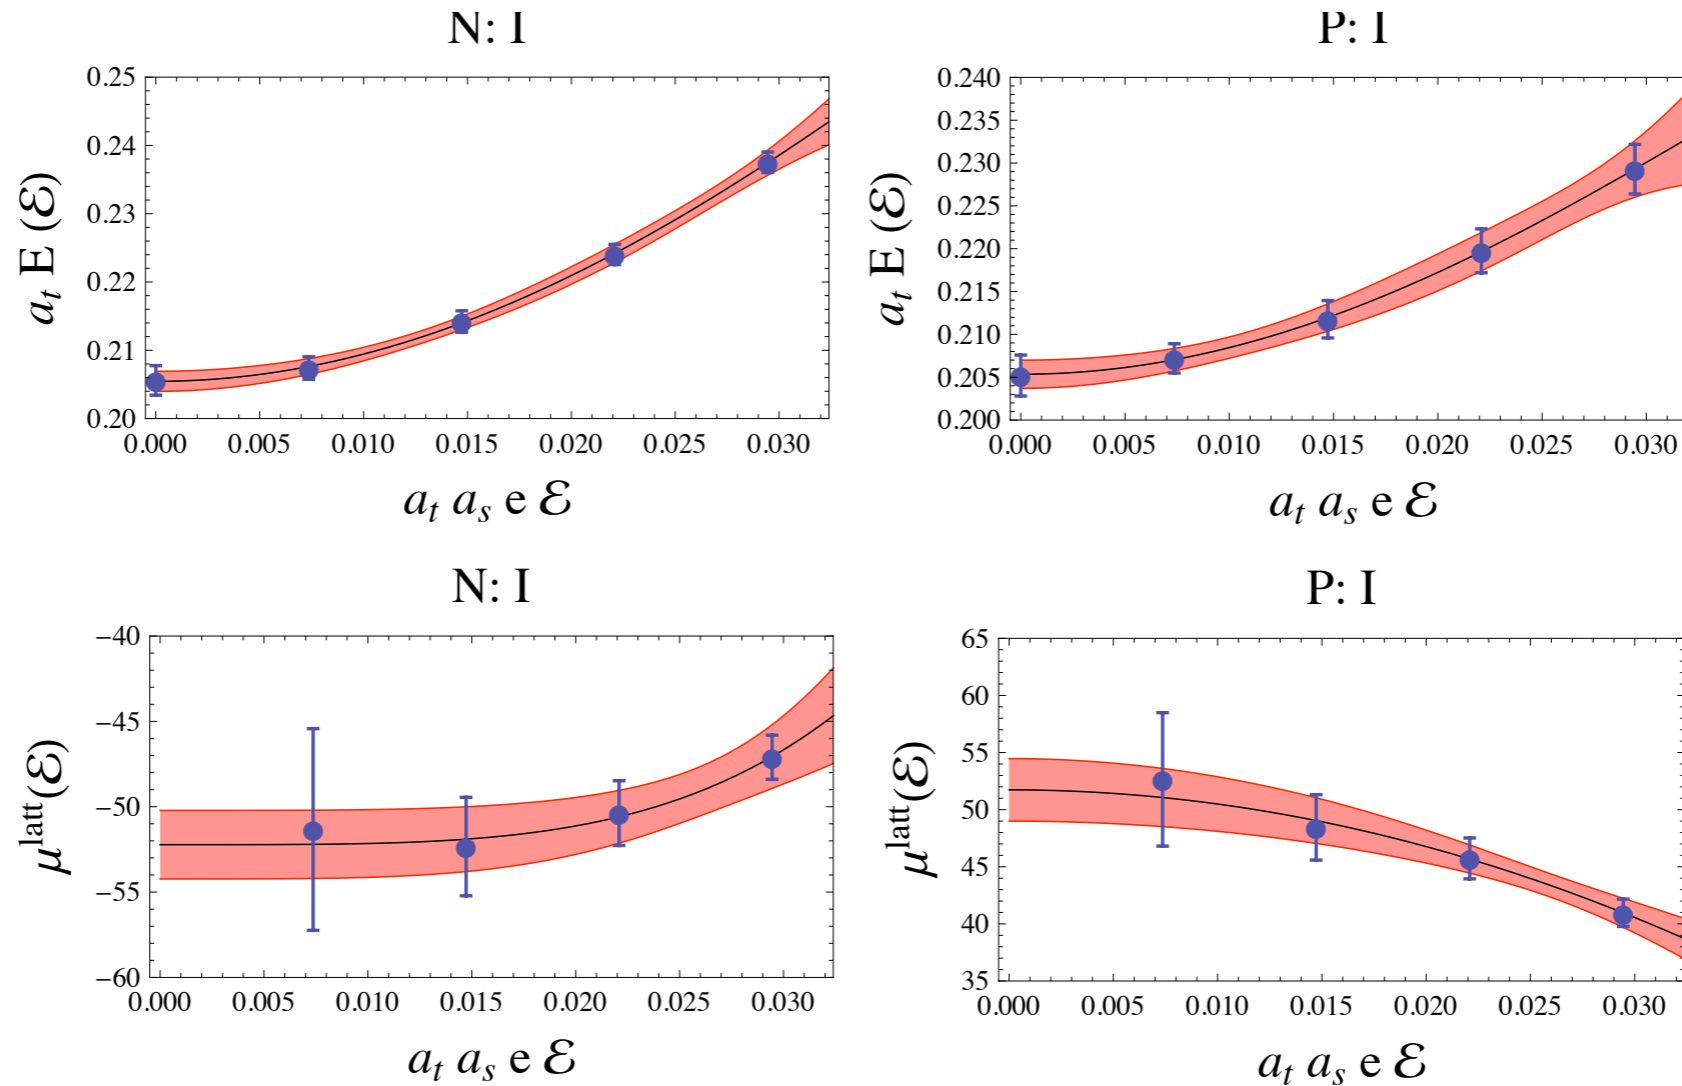 N: I
P: I
0.25
0.24
0.23
0.22
0.21
0.20
a_t E (ℰ)
0.000 0.005 0.010 0.015 0.020 0.025 0.030
a_t a_s e ℰ
0.240
0.235
0.230
0.225
0.220
0.215
0.210
0.205
0.200
a_t E (ℰ)
0.000 0.005 0.010 0.015 0.020 0.025 0.030
a_t a_s e ℰ
N: I
P: I
−40
−45
−50
−55
−60
μ^latt(ℰ)
0.000 0.005 0.010 0.015 0.020 0.025 0.030
a_t a_s e ℰ
65
60
55
50
45
40
35
μ^latt(ℰ)
0.000 0.005 0.010 0.015 0.020 0.025 0.030
a_t a_s e ℰ